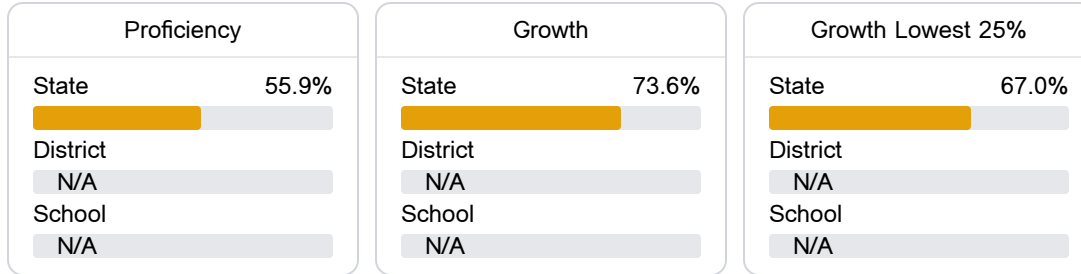 Proficiency
State 55.9%
District
N/A
School
N/A
Growth
State 73.6%
District
N/A
School
N/A
Growth Lowest 25%
State 67.0%
District
N/A
School
N/A